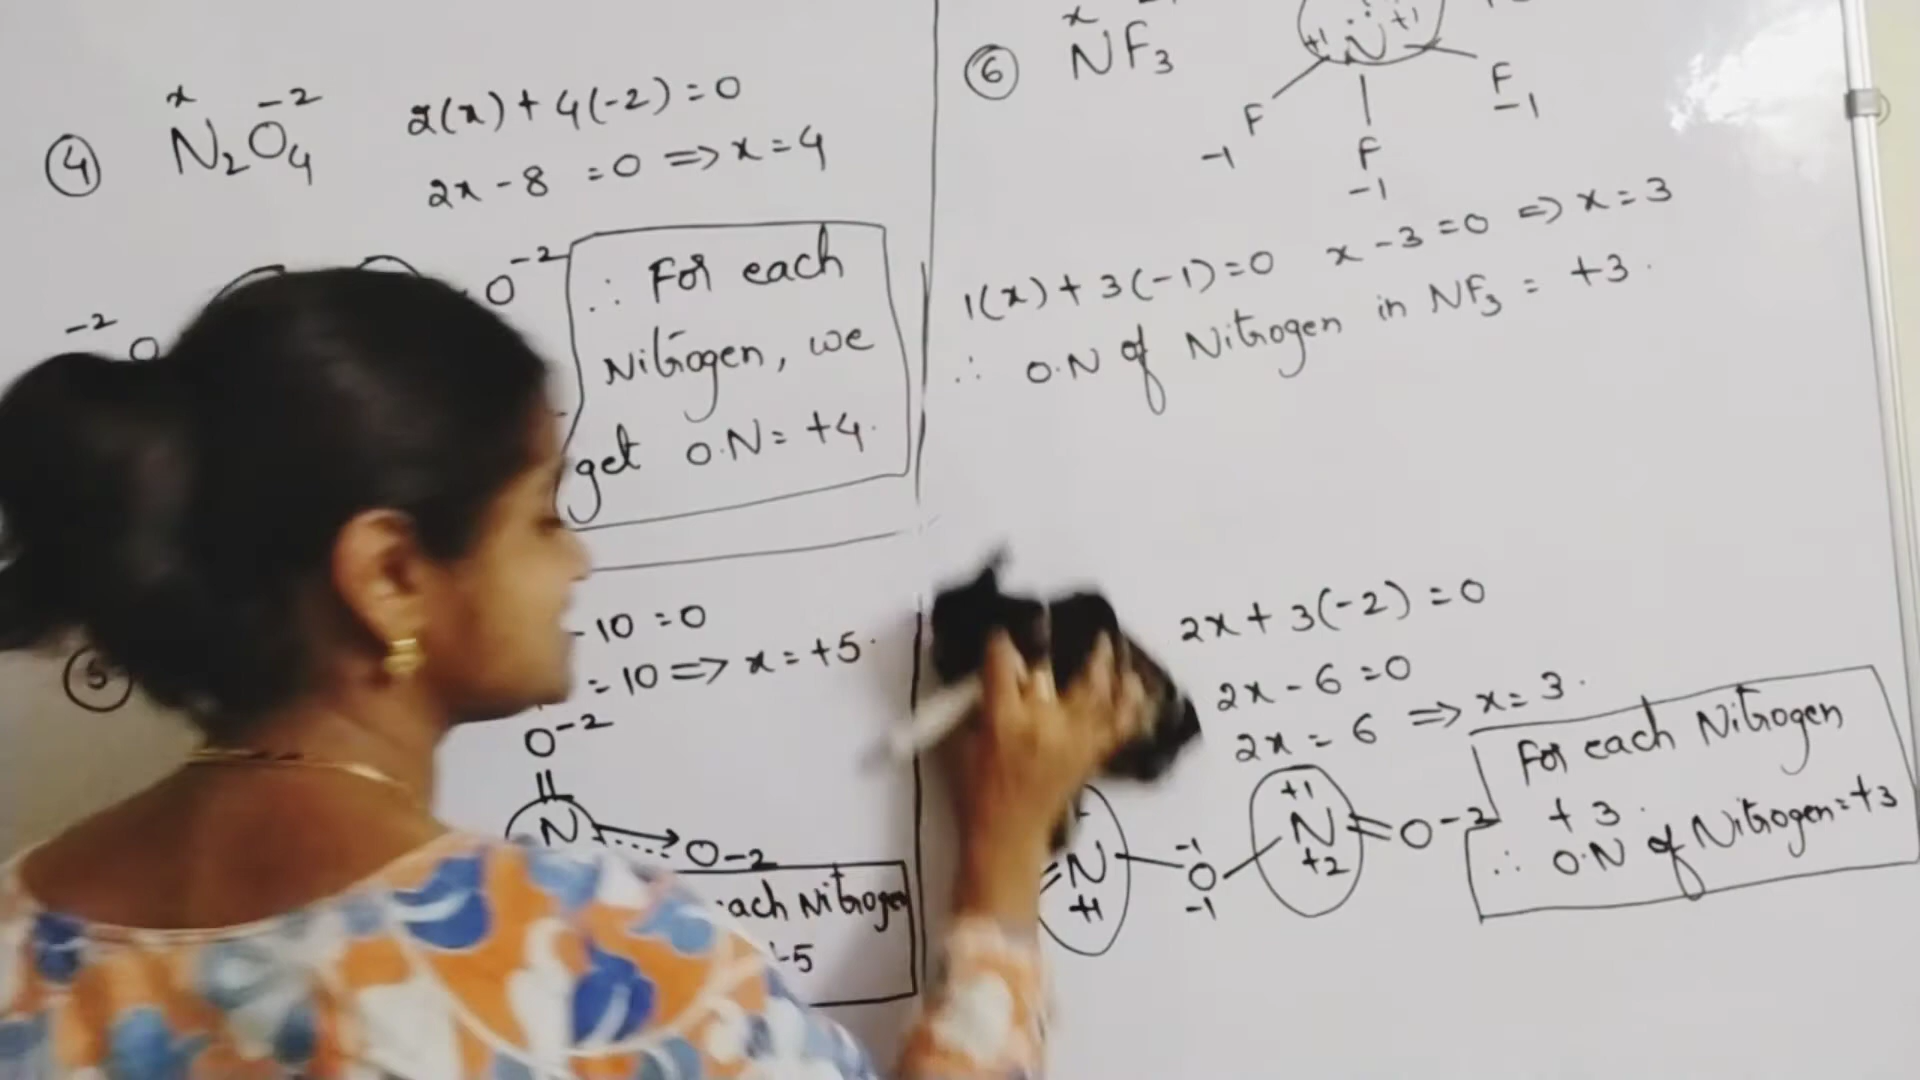 ④ N₂O₄
x -2
2(x) + 4(-2) = 0
2x - 8 = 0 => x = 4
-2 O
O -2
∴ For each
Nitrogen, we
get O.N = +4.
⑤
- 10 = 0
= 10 => x = +5.
O -2
N
O -2
ach Nitrogen
5
⑥ NF₃
x
+1 N +1
F -1
F -1
F -1
1(x) + 3(-1) = 0 x - 3 = 0 => x = 3
∴ O.N of Nitrogen in NF₃ = +3.
2x + 3(-2) = 0
2x - 6 = 0
2x = 6 => x = 3.
=N - O - N = O -2
+1
-1
-1
+1
+2
For each Nitrogen
+3
∴ O.N of Nitrogen = +3